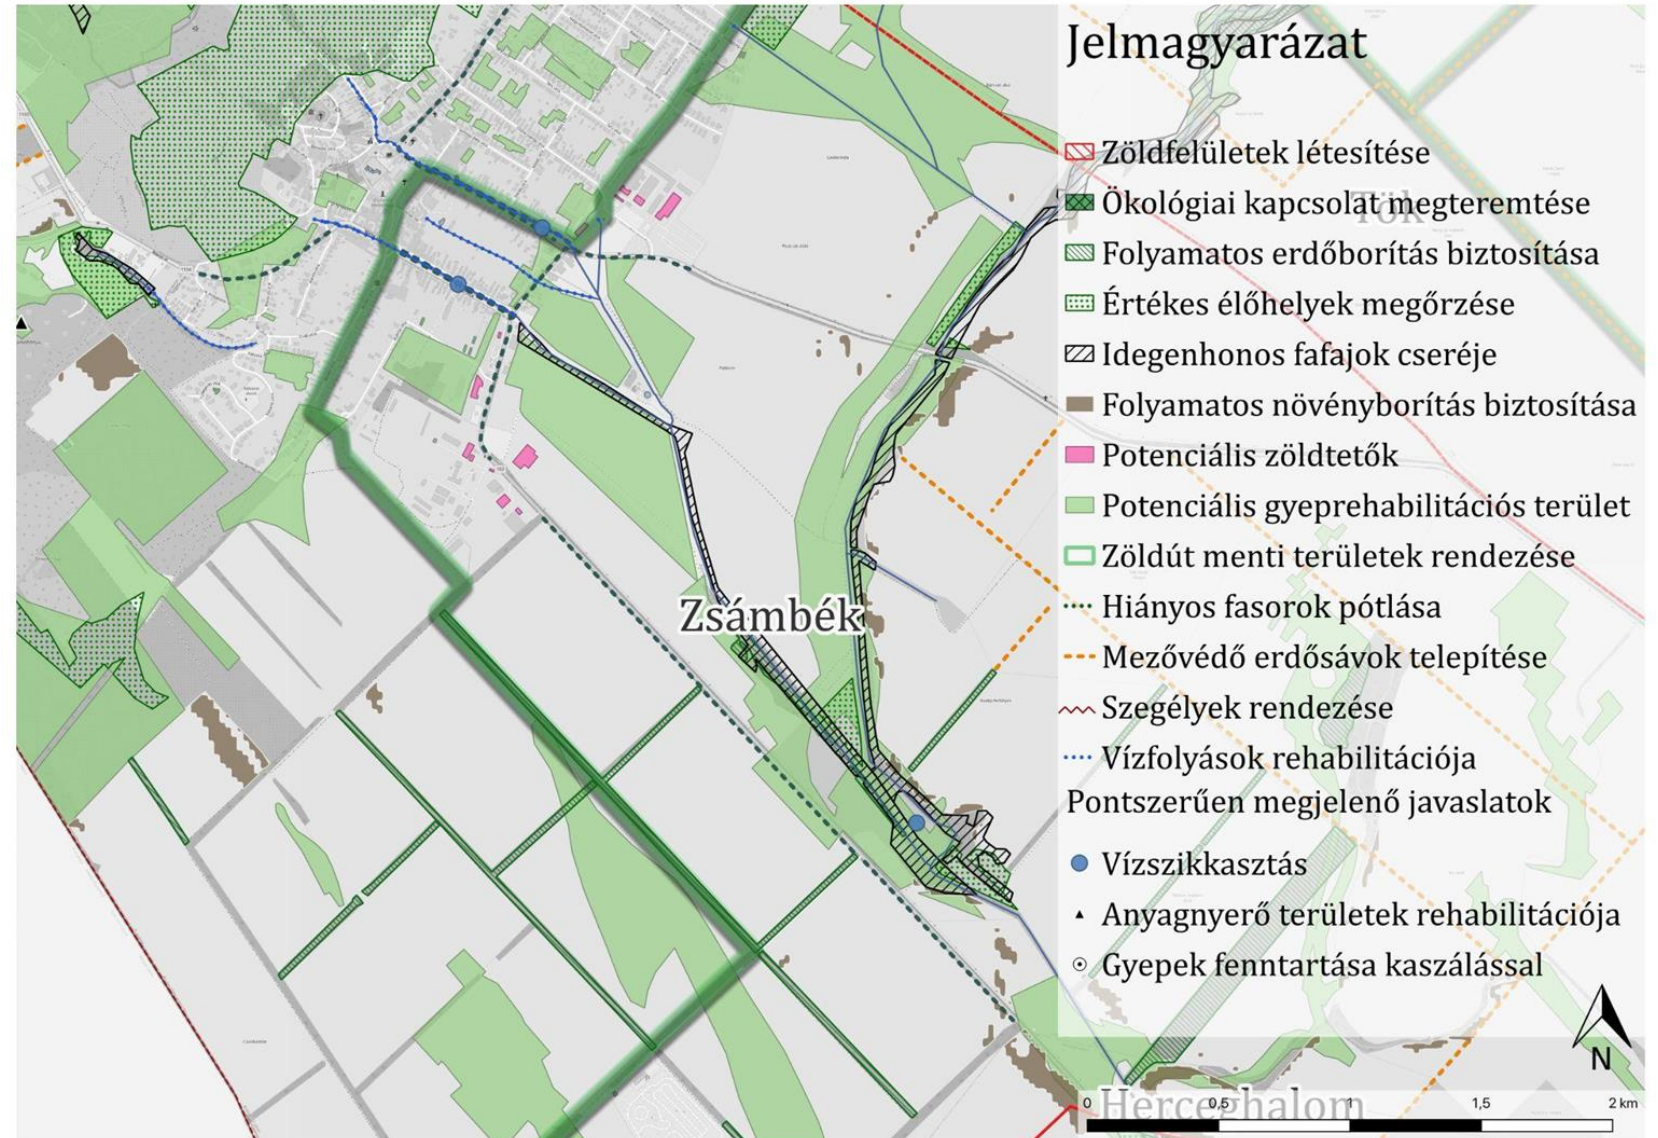 Jelmagyarázat
Zöldfelületek létesítése
Tök
Ökológiai kapcsolat megteremtése
Folyamatos erdőborítás biztosítása
Értékes élőhelyek megőrzése
Idegenhonos fafajok cseréje
Folyamatos növényborítás biztosítása
Potenciális zöldtetők
Potenciális gyeprehabilitációs terület
Zöldút menti területek rendezése
Zsámbék
Hiányos fasorok pótlása
Mezővédő erdősávok telepítése
Szegélyek rendezése
Vízfolyások rehabilitációja
Pontszerűen megjelenő javaslatok
Vízszikkasztás
Anyagnyerő területek rehabilitációja
Gyepek fenntartása kaszálással
N
Herceghalom
0 0,5 1 1,5 2 km